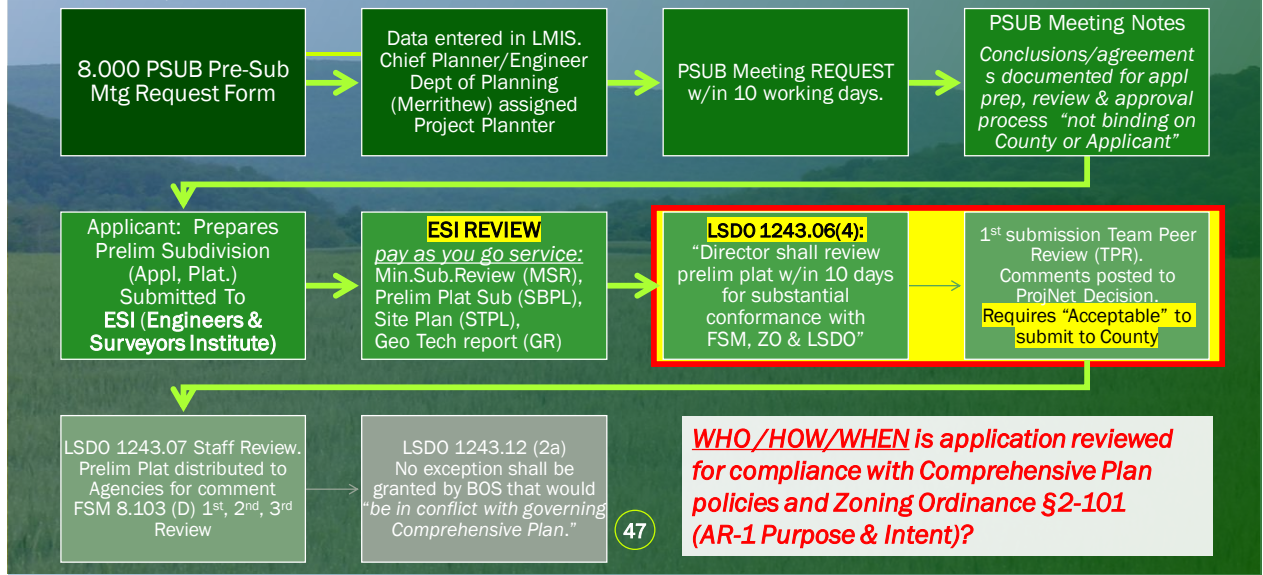 8.000 PSUB Pre-Sub
Mtg Request Form
Data entered in LMIS.
Chief Planner/Engineer
Dept of Planning
(Merrithew) assigned
Project Plannter
PSUB Meeting REQUEST
w/in 10 working days.
PSUB Meeting Notes
Conclusions/agreement
s documented for appl
prep, review & approval
process “not binding on
County or Applicant”
Applicant: Prepares
Prelim Subdivision
(Appl, Plat.)
Submitted To
ESI (Engineers &
Surveyors Institute)
ESI REVIEW
pay as you go service:
Min.Sub.Review (MSR),
Prelim Plat Sub (SBPL),
Site Plan (STPL),
Geo Tech report (GR)
LSDO 1243.06(4):
“Director shall review
prelim plat w/in 10 days
for substantial
conformance with
FSM, ZO & LSDO”
1st submission Team Peer
Review (TPR).
Comments posted to
ProjNet Decision.
Requires “Acceptable” to
submit to County
LSDO 1243.07 Staff Review.
Prelim Plat distributed to
Agencies for comment
FSM 8.103 (D) 1st, 2nd, 3rd
Review
LSDO 1243.12 (2a)
No exception shall be
granted by BOS that would
“be in conflict with governing
Comprehensive Plan.”
47
WHO/HOW/WHEN is application reviewed
for compliance with Comprehensive Plan
policies and Zoning Ordinance §2-101
(AR-1 Purpose & Intent)?